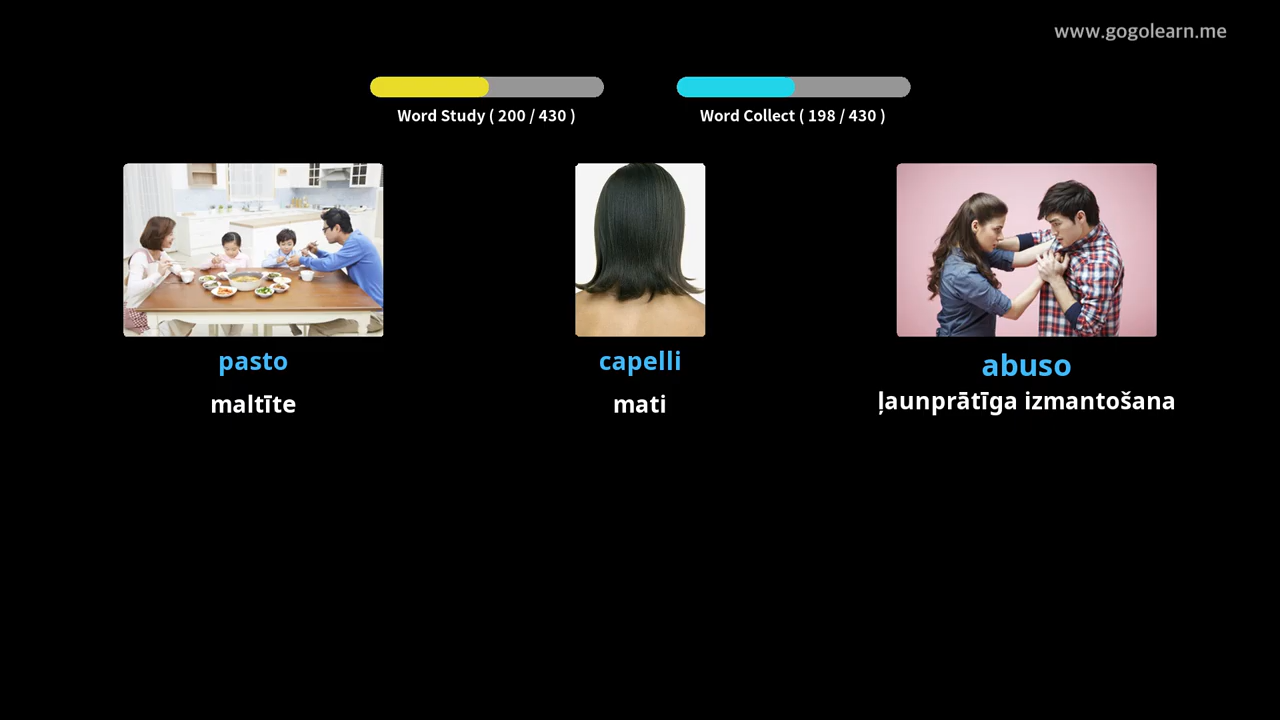 www.gogolearn.me
Word Study ( 200 / 430 )
Word Collect ( 198 / 430 )
pasto
capelli
abuso
maltīte
mati
ļaunprātīga izmantošana